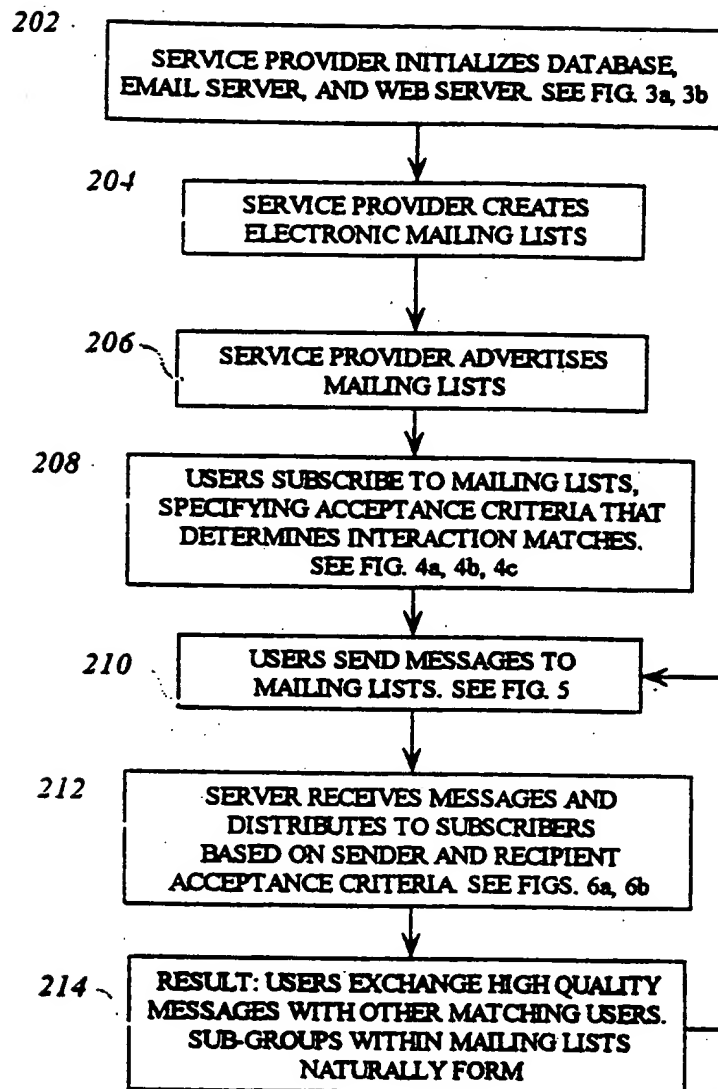 202
SERVICE PROVIDER INITIALIZES DATABASE,
EMAIL SERVER, AND WEB SERVER. SEE FIG. 3a, 3b
204
SERVICE PROVIDER CREATES
ELECTRONIC MAILING LISTS
206
SERVICE PROVIDER ADVERTISES
MAILING LISTS
208
USERS SUBSCRIBE TO MAILING LISTS,
SPECIFYING ACCEPTANCE CRITERIA THAT
DETERMINES INTERACTION MATCHES.
SEE FIG. 4a, 4b, 4c
210
USERS SEND MESSAGES TO
MAILING LISTS. SEE FIG. 5
212
SERVER RECEIVES MESSAGES AND
DISTRIBUTES TO SUBSCRIBERS
BASED ON SENDER AND RECIPIENT
ACCEPTANCE CRITERIA. SEE FIGS. 6a, 6b
214
RESULT: USERS EXCHANGE HIGH QUALITY
MESSAGES WITH OTHER MATCHING USERS.
SUB-GROUPS WITHIN MAILING LISTS
NATURALLY FORM